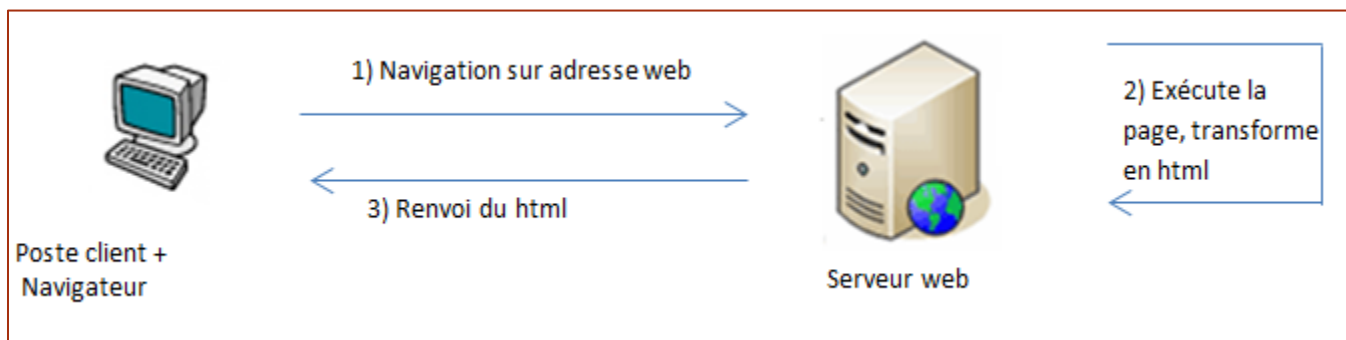 1) Navigation sur adresse web
2) Exécute la
page, transforme
en html
3) Renvoi du html
Poste client +
Navigateur
Serveur web